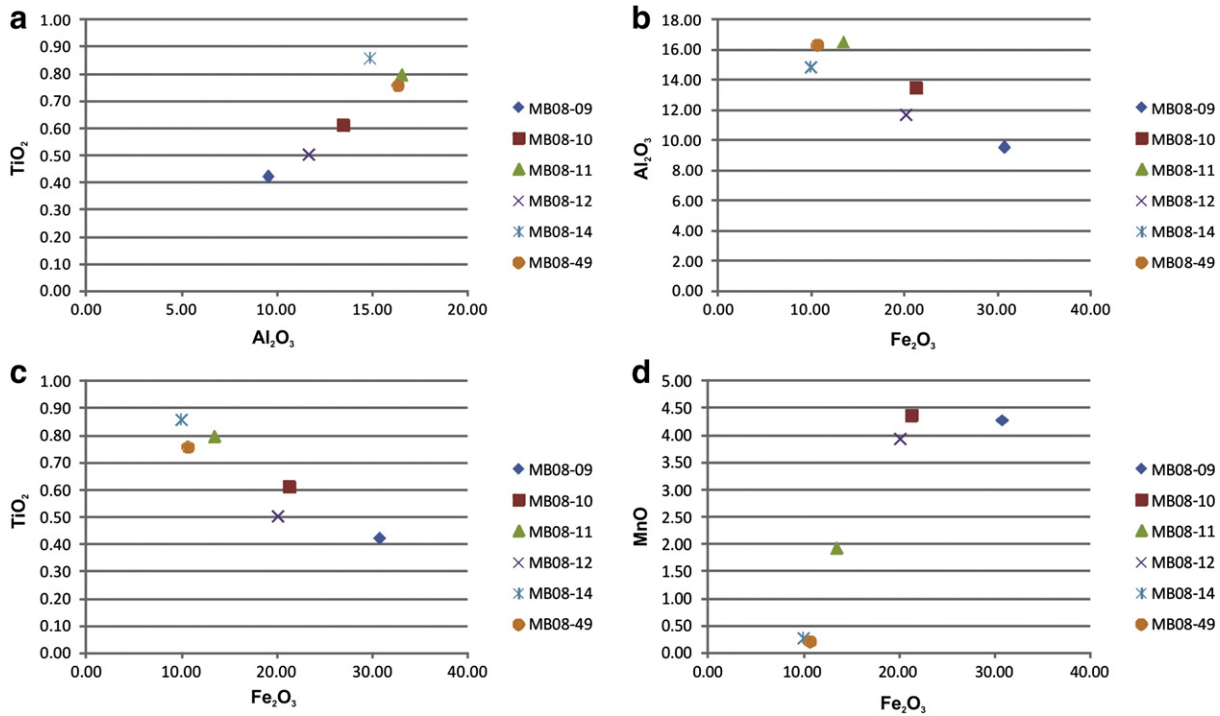 a
1.00
0.90
0.80
0.70
0.60
0.50
0.40
0.30
0.20
0.10
0.00
TiO₂
0.00 5.00 10.00 15.00 20.00
Al₂O₃
MB08-09
MB08-10
MB08-11
MB08-12
MB08-14
MB08-49
b
18.00
16.00
14.00
12.00
10.00
8.00
6.00
4.00
2.00
0.00
Al₂O₃
0.00 10.00 20.00 30.00 40.00
Fe₂O₃
MB08-09
MB08-10
MB08-11
MB08-12
MB08-14
MB08-49
c
1.00
0.90
0.80
0.70
0.60
0.50
0.40
0.30
0.20
0.10
0.00
TiO₂
0.00 10.00 20.00 30.00 40.00
Fe₂O₃
MB08-09
MB08-10
MB08-11
MB08-12
MB08-14
MB08-49
d
5.00
4.50
4.00
3.50
3.00
2.50
2.00
1.50
1.00
0.50
0.00
MnO
0.00 10.00 20.00 30.00 40.00
Fe₂O₃
MB08-09
MB08-10
MB08-11
MB08-12
MB08-14
MB08-49